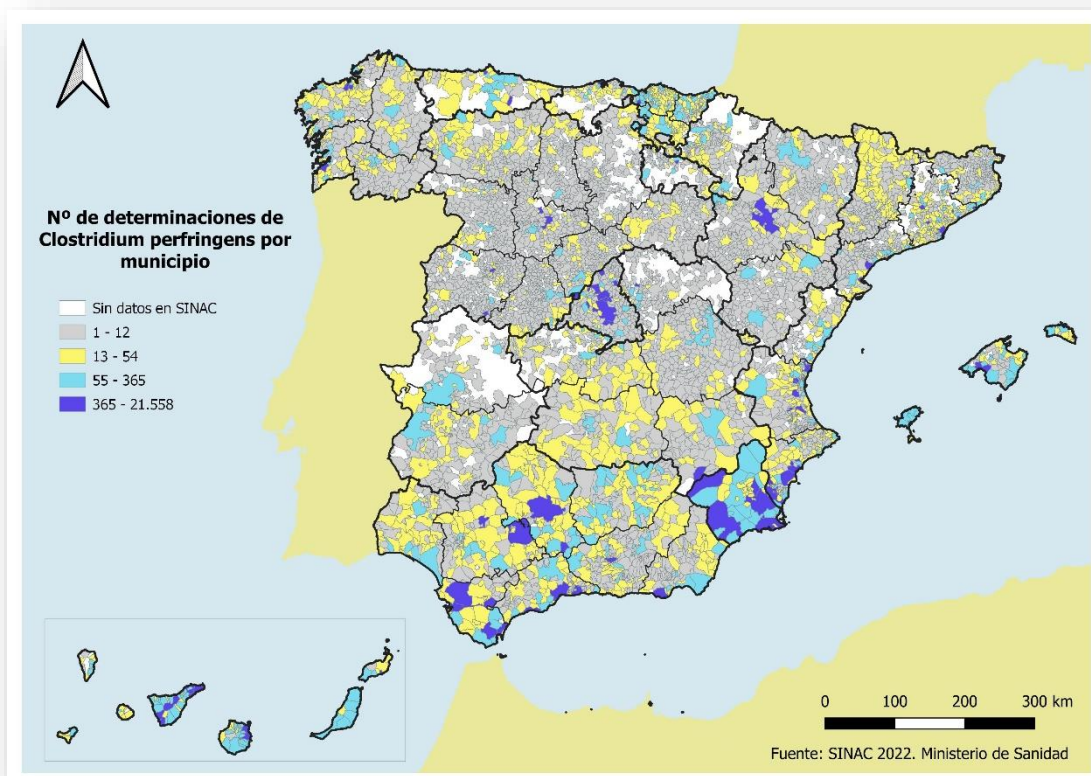 Nº de determinaciones de
Clostridium perfringens por
municipio
Sin datos en SINAC
1 - 12
13 - 54
55 - 365
365 - 21.558
0 100 200 300 km
Fuente: SINAC 2022. Ministerio de Sanidad